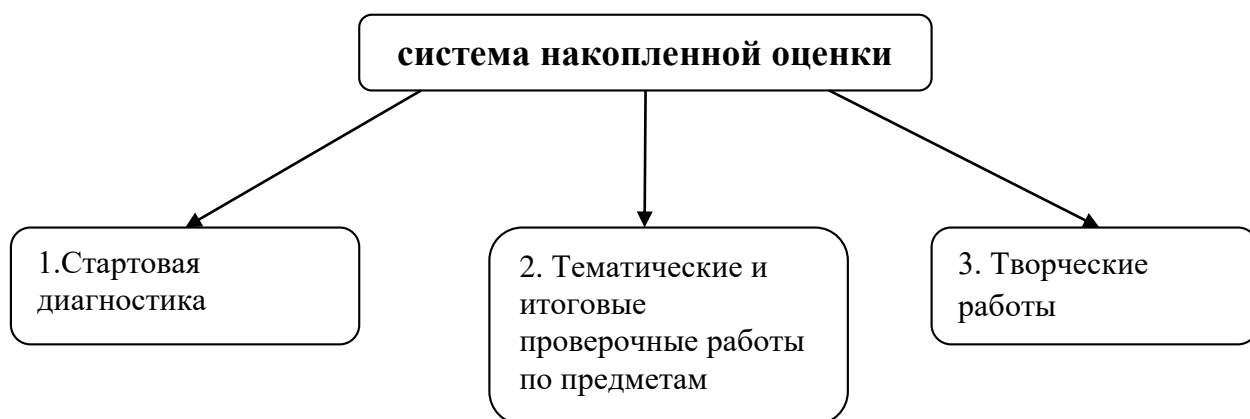 система накопленной оценки
1.Стартовая
диагностика
2. Тематические и
итоговые
проверочные работы
по предметам
3. Творческие
работы